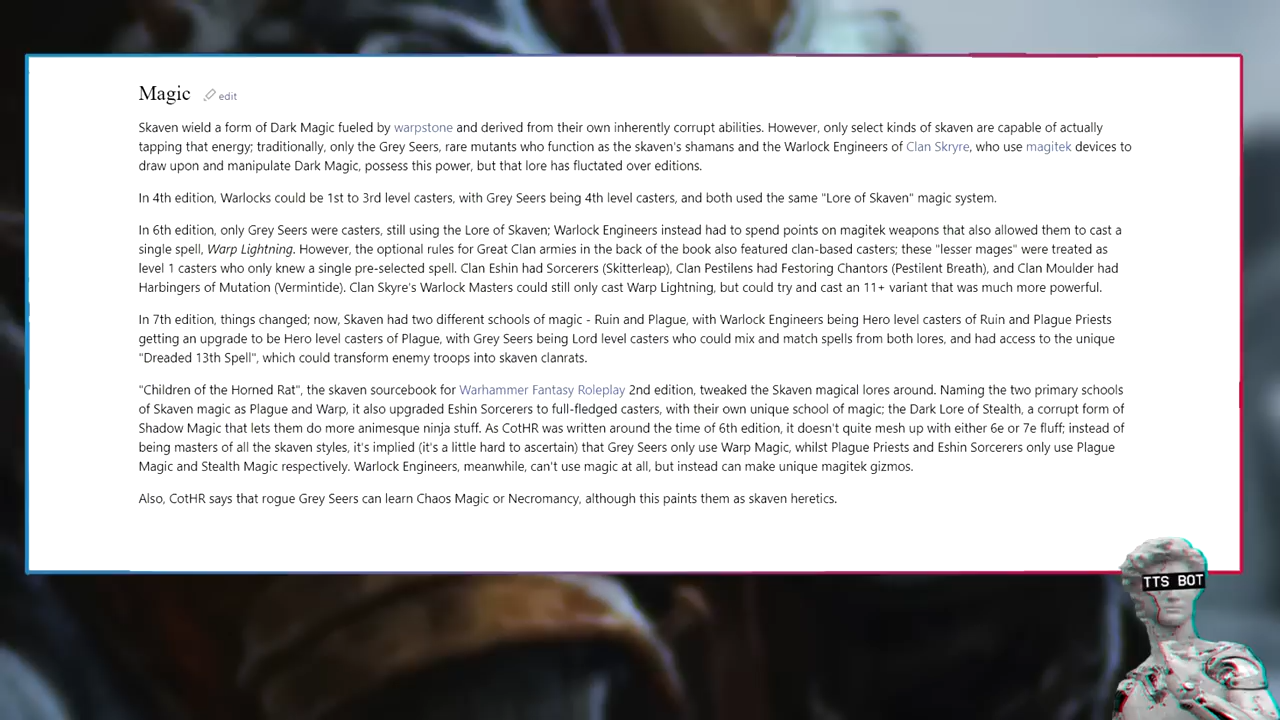 Magic edit
Skaven wield a form of Dark Magic fueled by warpstone and derived from their own inherently corrupt abilities. However, only select kinds of skaven are capable of actually
tapping that energy; traditionally, only the Grey Seers, rare mutants who function as the skaven's shamans and the Warlock Engineers of Clan Skryre, who use magitek devices to
draw upon and manipulate Dark Magic, possess this power, but that lore has fluctated over editions.
In 4th edition, Warlocks could be 1st to 3rd level casters, with Grey Seers being 4th level casters, and both used the same "Lore of Skaven" magic system.
In 6th edition, only Grey Seers were casters, still using the Lore of Skaven; Warlock Engineers instead had to spend points on magitek weapons that also allowed them to cast a
single spell, Warp Lightning. However, the optional rules for Great Clan armies in the back of the book also featured clan-based casters; these "lesser mages" were treated as
level 1 casters who only knew a single pre-selected spell. Clan Eshin had Sorcerers (Skitterleap), Clan Pestilens had Festoring Chantors (Pestilent Breath), and Clan Moulder had
Harbingers of Mutation (Vermintide). Clan Skyre's Warlock Masters could still only cast Warp Lightning, but could try and cast an 11+ variant that was much more powerful.
In 7th edition, things changed; now, Skaven had two different schools of magic - Ruin and Plague, with Warlock Engineers being Hero level casters of Ruin and Plague Priests
getting an upgrade to be Hero level casters of Plague, with Grey Seers being Lord level casters who could mix and match spells from both lores, and had access to the unique
"Dreaded 13th Spell", which could transform enemy troops into skaven clanrats.
"Children of the Horned Rat", the skaven sourcebook for Warhammer Fantasy Roleplay 2nd edition, tweaked the Skaven magical lores around. Naming the two primary schools
of Skaven magic as Plague and Warp, it also upgraded Eshin Sorcerers to full-fledged casters, with their own unique school of magic; the Dark Lore of Stealth, a corrupt form of
Shadow Magic that lets them do more animesque ninja stuff. As CotHR was written around the time of 6th edition, it doesn't quite mesh up with either 6e or 7e fluff; instead of
being masters of all the skaven styles, it's implied (it's a little hard to ascertain) that Grey Seers only use Warp Magic, whilst Plague Priests and Eshin Sorcerers only use Plague
Magic and Stealth Magic respectively. Warlock Engineers, meanwhile, can't use magic at all, but instead can make unique magitek gizmos.
Also, CotHR says that rogue Grey Seers can learn Chaos Magic or Necromancy, although this paints them as skaven heretics.
TTS BOT